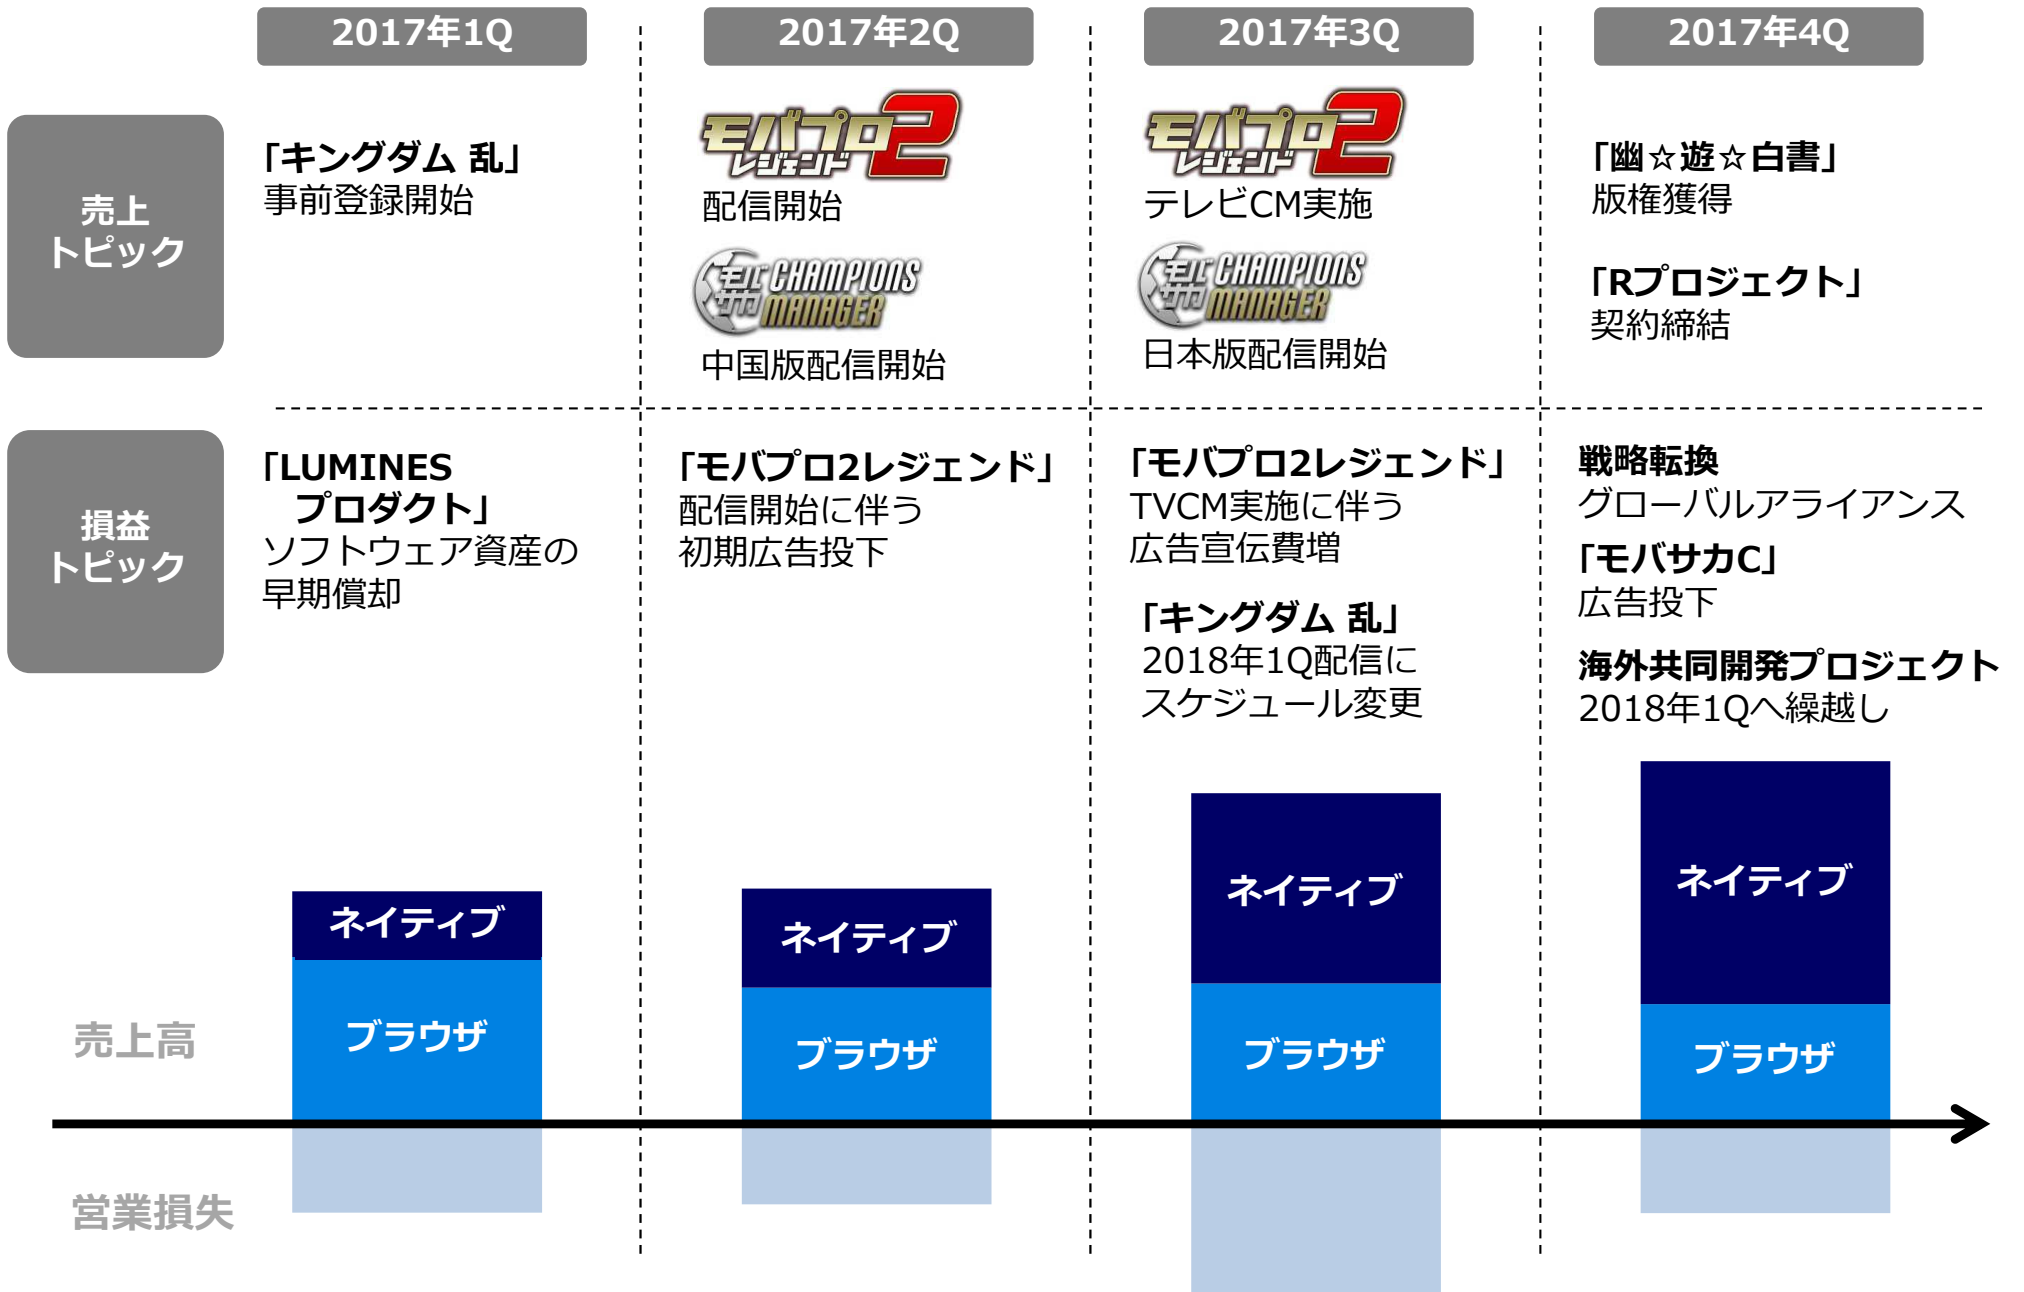 2017年1Q
2017年2Q
2017年3Q
2017年4Q
売上
トピック
「キングダム 乱」
事前登録開始
モバプロ2
レジェンド
配信開始
モバサカ CHAMPIONS
MANAGER
中国版配信開始
モバプロ2
レジェンド
テレビCM実施
モバサカ CHAMPIONS
MANAGER
日本版配信開始
「幽☆遊☆白書」
版権獲得
「Rプロジェクト」
契約締結
損益
トピック
「LUMINES
プロダクト」
ソフトウェア資産の
早期償却
「モバプロ2レジェンド」
配信開始に伴う
初期広告投下
「モバプロ2レジェンド」
TVCM実施に伴う
広告宣伝費増
「キングダム 乱」
2018年1Q配信に
スケジュール変更
戦略転換
グローバルアライアンス
「モバサカC」
広告投下
海外共同開発プロジェクト
2018年1Qへ繰越し
売上高
ネイティブ
ブラウザ
ネイティブ
ブラウザ
ネイティブ
ブラウザ
ネイティブ
ブラウザ
営業損失